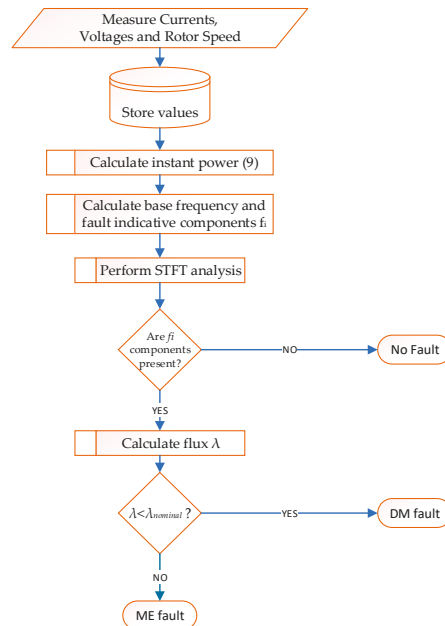 Measure Currents,
Voltages and Rotor Speed
Store values
Calculate instant power (9)
Calculate base frequency and
fault indicative components fᵢ
Perform STFT analysis
Are fi
components
present?
NO
No Fault
YES
Calculate flux λ
λ<λnominal ?
YES
DM fault
NO
ME fault